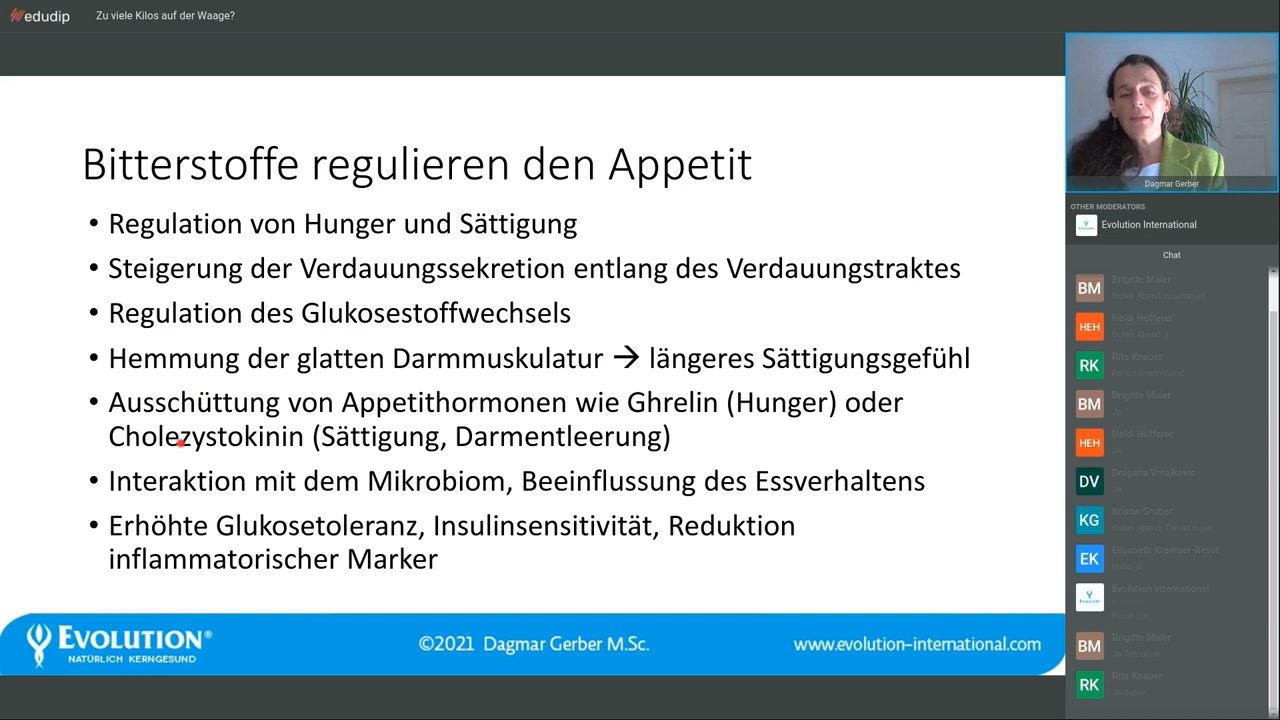 edudip
Zu viele Kilos auf der Waage?
Bitterstoffe regulieren den Appetit
• Regulation von Hunger und Sättigung
• Steigerung der Verdauungssekretion entlang des Verdauungstraktes
• Regulation des Glukosestoffwechsels
• Hemmung der glatten Darmmuskulatur → längeres Sättigungsgefühl
• Ausschüttung von Appetithormonen wie Ghrelin (Hunger) oder
Cholezystokinin (Sättigung, Darmentleerung)
• Interaktion mit dem Mikrobiom, Beeinflussung des Essverhaltens
• Erhöhte Glukosetoleranz, Insulinsensitivität, Reduktion
inflammatorischer Marker
EVOLUTION®
NATÜRLICH KERNGESUND
©2021 Dagmar Gerber M.Sc.
www.evolution-international.com
Dagmar Gerber
OTHER MODERATORS
Evolution International
Chat
BM
Brigitte Maier
HEH
Heidi Höfferer
RK
Rita Knauer
BM
Brigitte Maier
Ja
HEH
Heidi Höfferer
Ja
DV
KG
Kristin Gruber
EK
Evolution International
BM
Brigitte Maier
RK
Rita Knauer